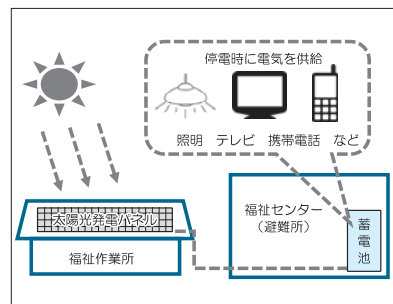 停電時に電気を供給
照明 テレビ 携帯電話 など
太陽光発電パネル
福祉作業所
福祉センター
（避難所）
蓄電池